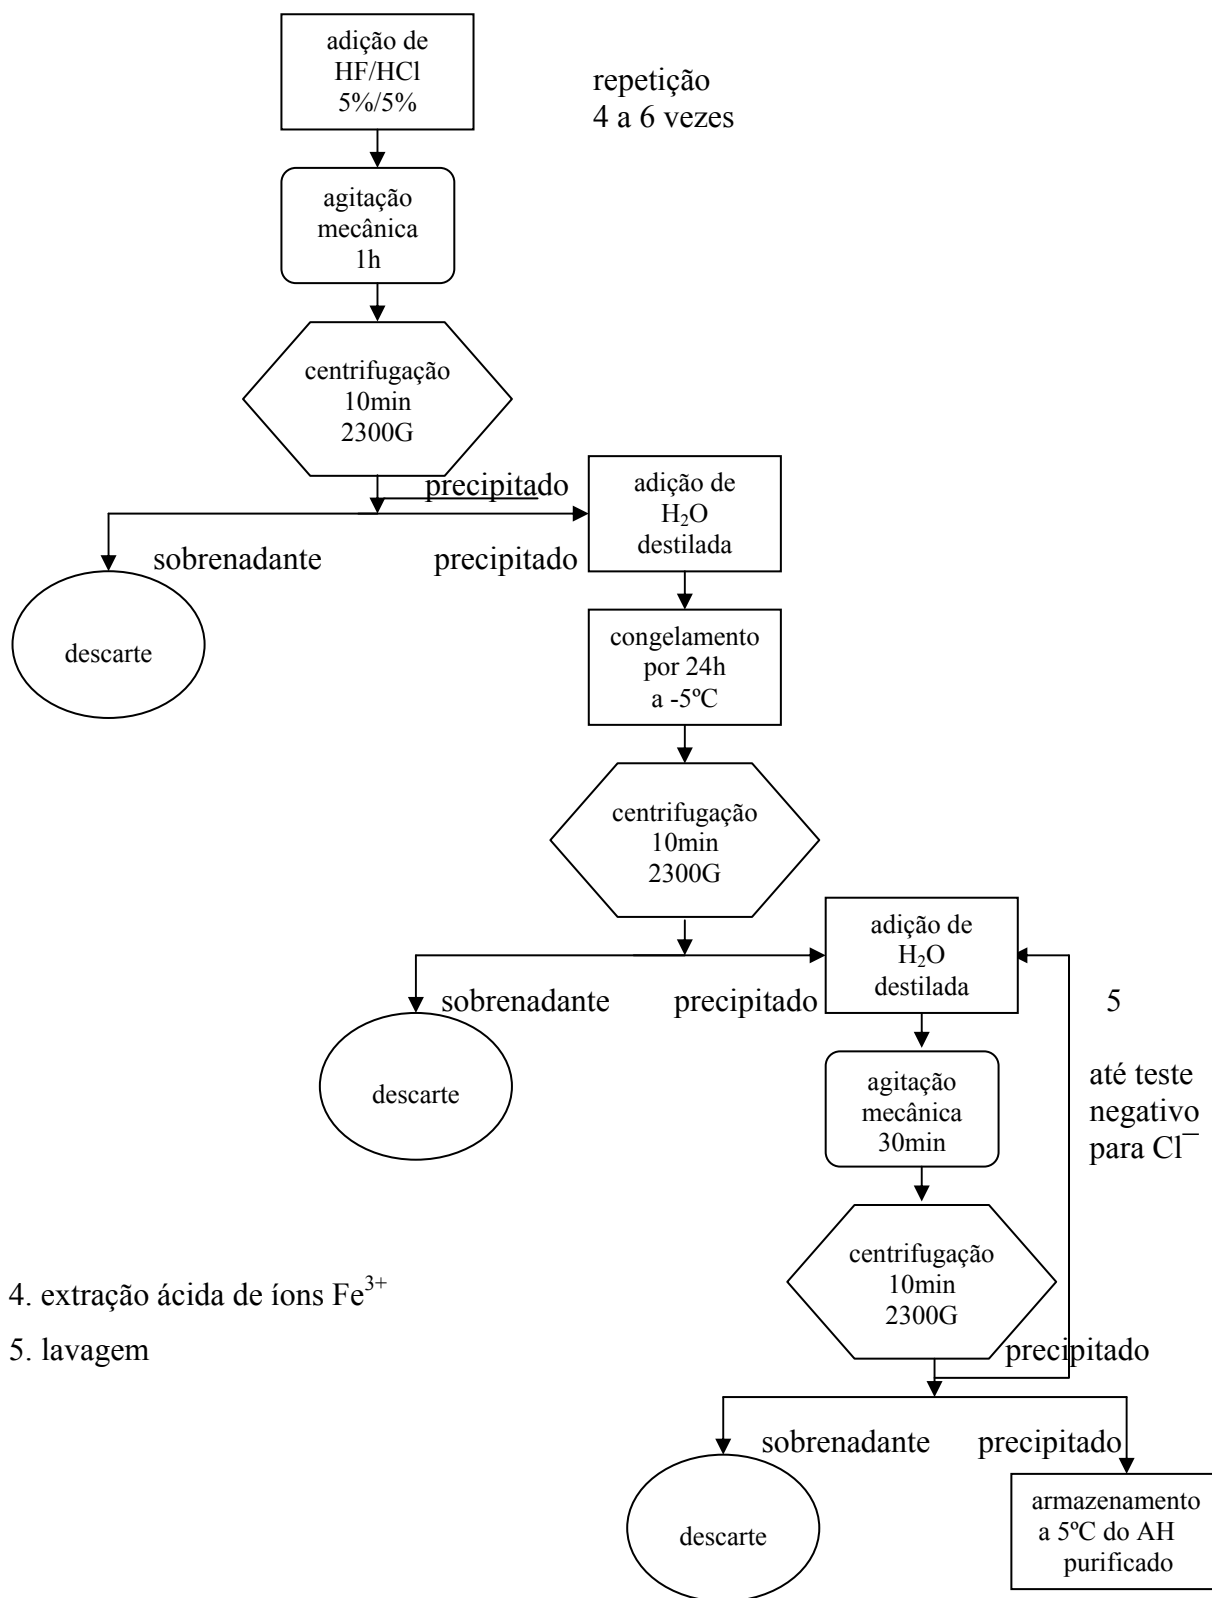 adição de
HF/HCl
5%/5%
repetição
4 a 6 vezes
agitação
mecânica
1h
centrifugação
10min
2300G
precipitado
adição de
H₂O
destilada
sobrenadante
precipitado
descarte
congelamento
por 24h
a -5ºC
centrifugação
10min
2300G
adição de
H₂O
destilada
sobrenadante
precipitado
5
descarte
agitação
mecânica
30min
até teste
negativo
para Cl⁻
centrifugação
10min
2300G
4. extração ácida de íons Fe³⁺
5. lavagem
precipitado
sobrenadante
precipitado
descarte
armazenamento
a 5ºC do AH
purificado